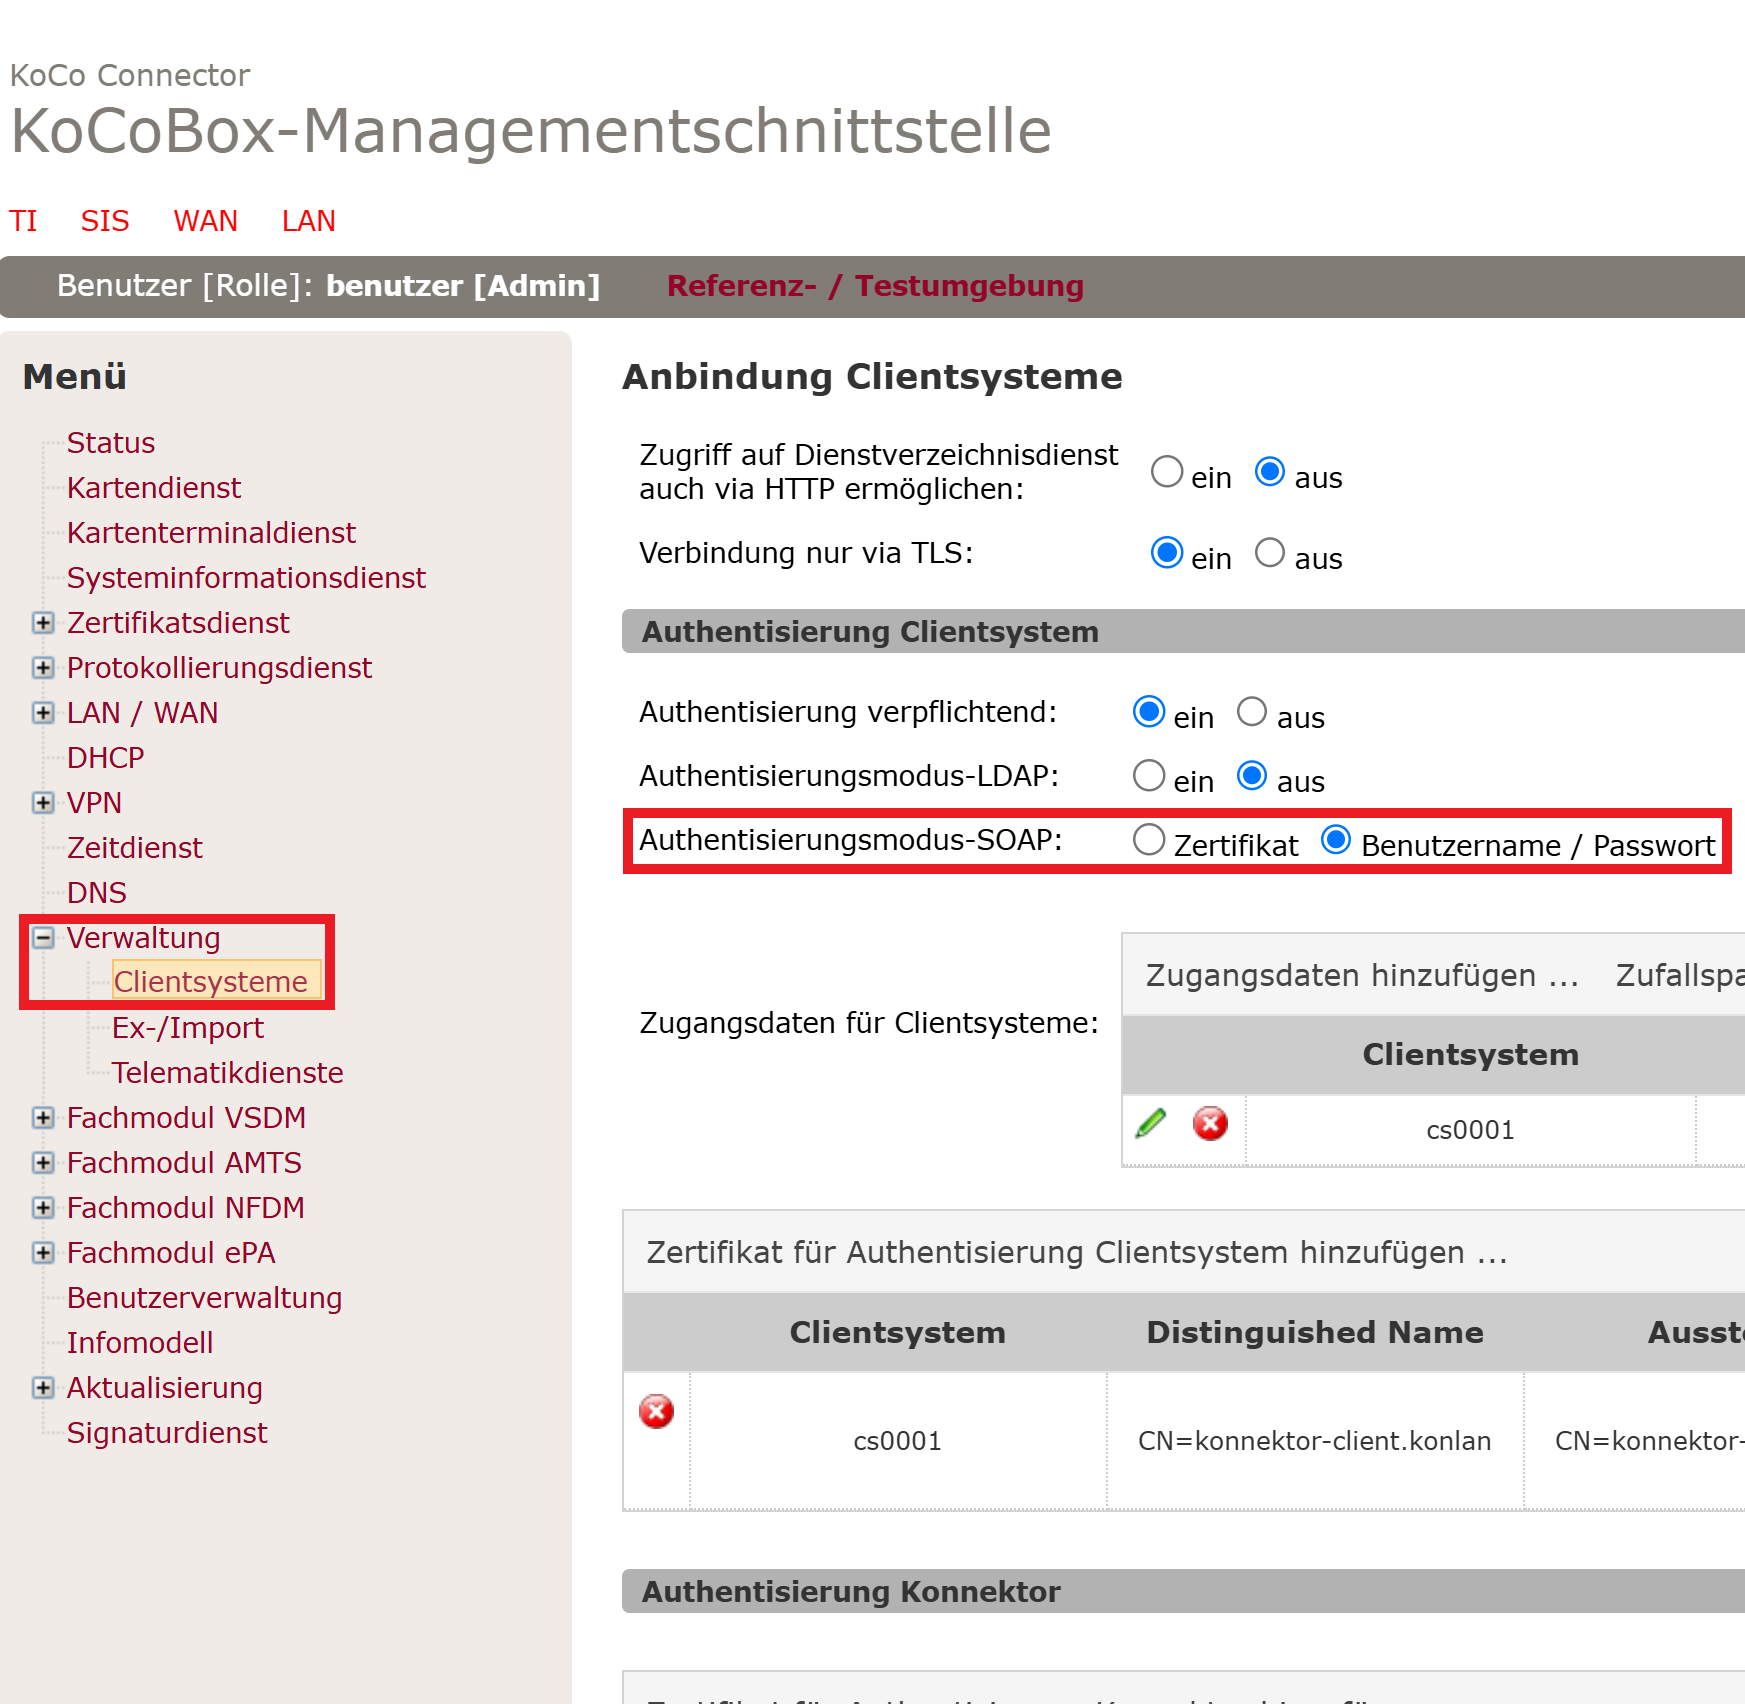 KoCo Connector
KoCoBox-Managementschnittstelle
TI SIS WAN LAN
Benutzer [Rolle]: benutzer [Admin] Referenz- / Testumgebung
Menü
Status
Kartendienst
Kartenterminaldienst
Systeminformationsdienst
Zertifikatsdienst
Protokollierungsdienst
LAN / WAN
DHCP
VPN
Zeitdienst
DNS
Verwaltung
Clientsysteme
Ex-/Import
Telematikdienste
Fachmodul VSDM
Fachmodul AMTS
Fachmodul NFDM
Fachmodul ePA
Benutzerverwaltung
Infomodell
Aktualisierung
Signaturdienst
Anbindung Clientsysteme
Zugriff auf Dienstverzeichnisdienst
auch via HTTP ermöglichen: ein aus
Verbindung nur via TLS: ein aus
Authentisierung Clientsystem
Authentisierung verpflichtend: ein aus
Authentisierungsmodus-LDAP: ein aus
Authentisierungsmodus-SOAP: Zertifikat Benutzername / Passwort
Zugangsdaten hinzufügen ... Zufallspa
Zugangsdaten für Clientsysteme:
Clientsystem
cs0001
Zertifikat für Authentisierung Clientsystem hinzufügen ...
Clientsystem Distinguished Name Ausst
cs0001 CN=konnektor-client.konlan CN=konnektor-
Authentisierung Konnektor